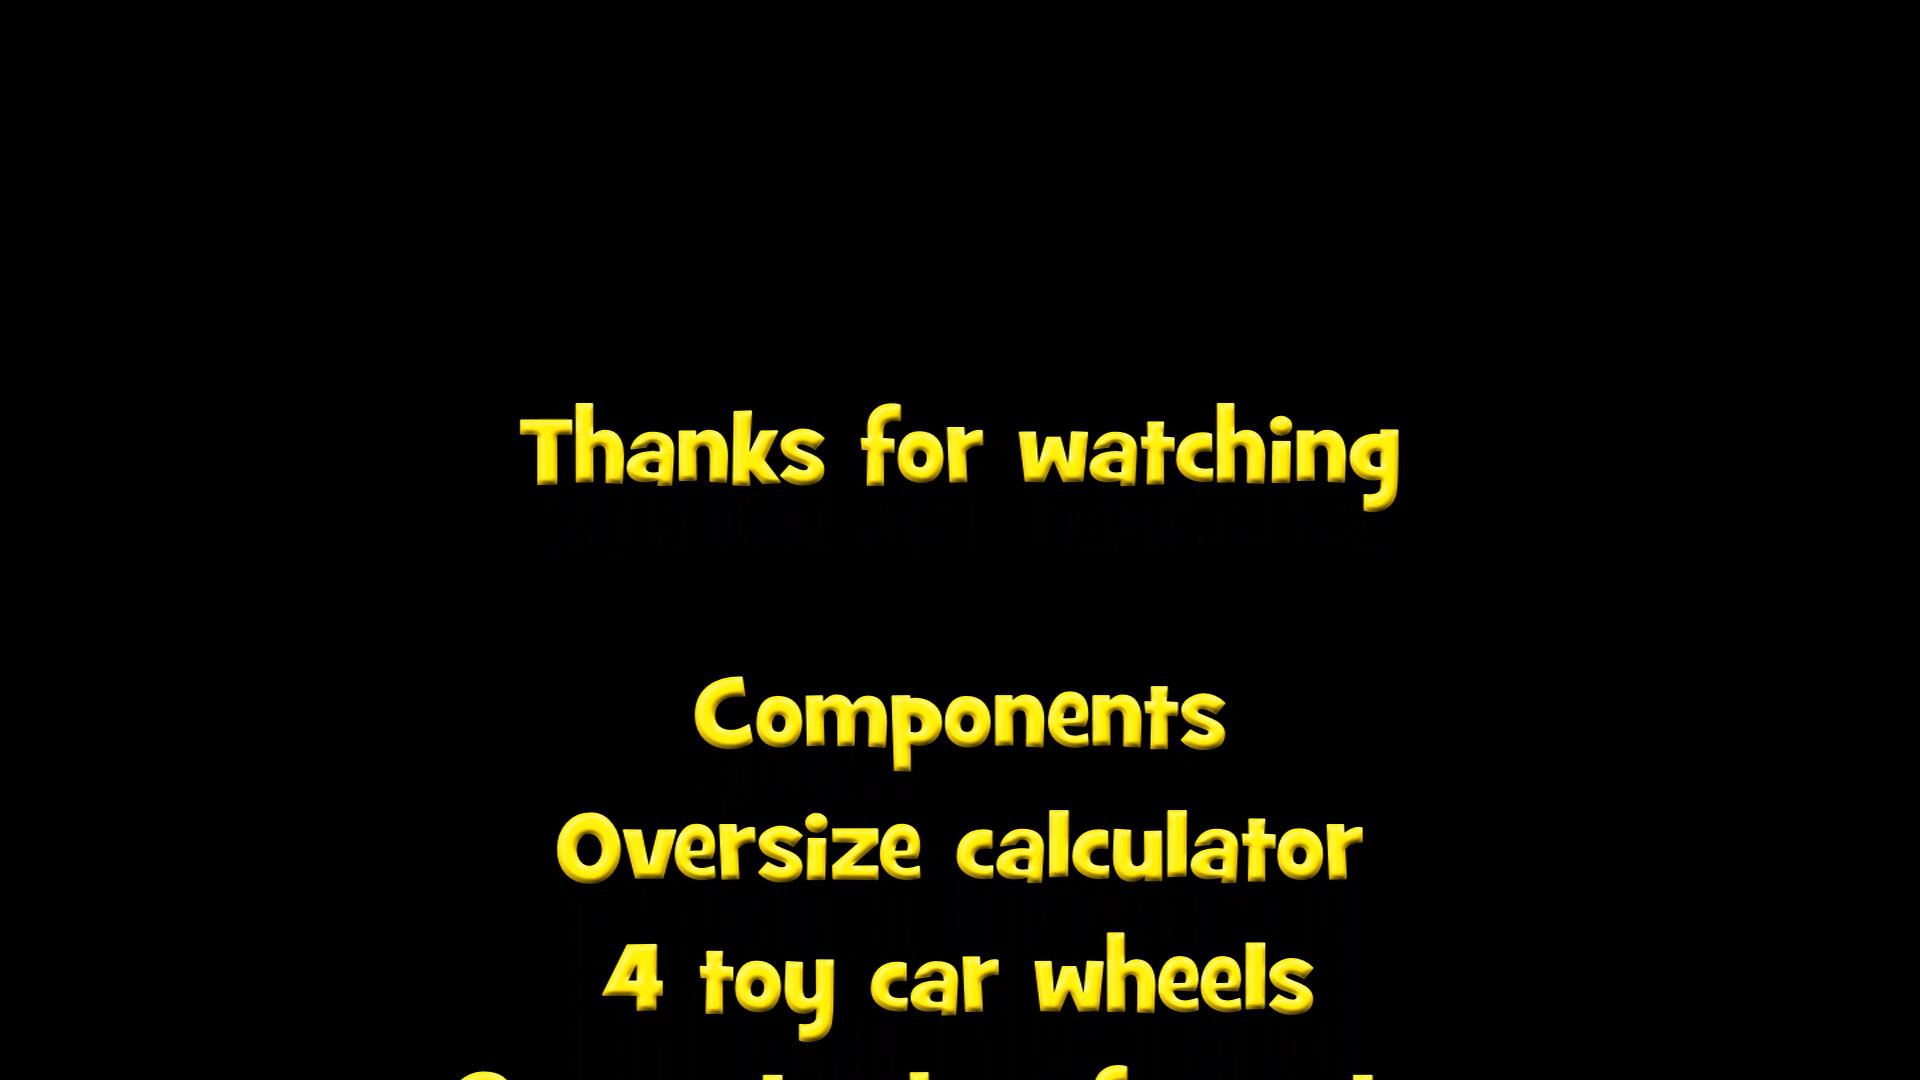 Thanks for watching
Components
Oversize calculator
4 toy car wheels